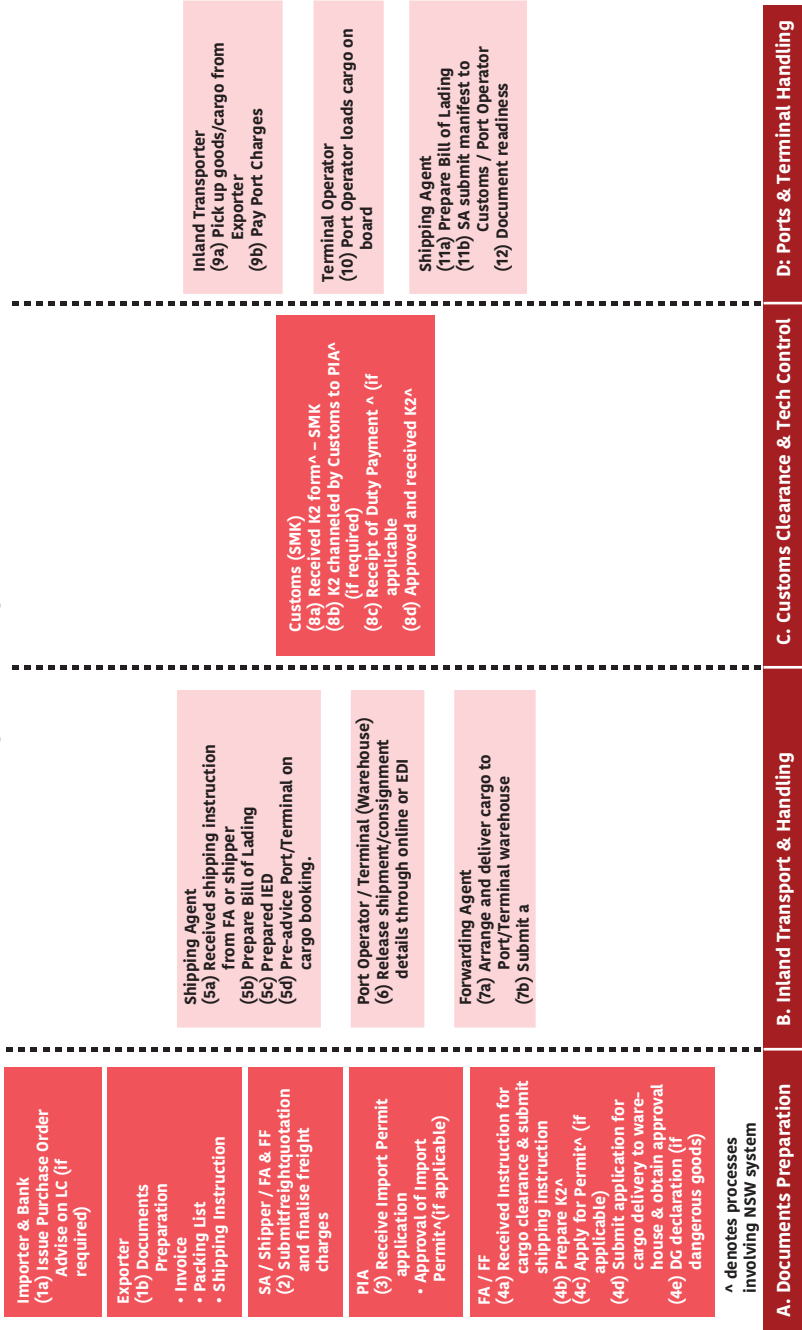 Importer & Bank
(1a) Issue Purchase Order
Advise on LC (if
required)
Exporter
(1b) Documents
Preparation
• Invoice
• Packing List
• Shipping Instruction
SA / Shipper / FA & FF
(2) Submitfreightquotation
and finalise freight
charges
PIA
(3) Receive Import Permit
application
• Approval of Import
Permit^(if applicable)
FA / FF
(4a) Received Instruction for
cargo clearance & submit
shipping instruction
(4b) Prepare K2^
(4c) Apply for Permit^ (if
applicable)
(4d) Submit application for
cargo delivery to ware-
house & obtain approval
(4e) DG declaration (if
dangerous goods)
^ denotes processes
involving NSW system
A. Documents Preparation
Shipping Agent
(5a) Received shipping instruction
from FA or shipper
(5b) Prepare Bill of Lading
(5c) Prepared IED
(5d) Pre-advice Port/Terminal on
cargo booking.
Port Operator / Terminal (Warehouse)
(6) Release shipment/consignment
details through online or EDI
Forwarding Agent
(7a) Arrange and deliver cargo to
Port/Terminal warehouse
(7b) Submit a
B. Inland Transport & Handling
Customs (SMK)
(8a) Received K2 form^ – SMK
(8b) K2 channeled by Customs to PIA^
(if required)
(8c) Receipt of Duty Payment ^ (if
applicable
(8d) Approved and received K2^
C. Customs Clearance & Tech Control
Inland Transporter
(9a) Pick up goods/cargo from
Exporter
(9b) Pay Port Charges
Terminal Operator
(10) Port Operator loads cargo on
board
Shipping Agent
(11a) Prepare Bill of Lading
(11b) SA submit manifest to
Customs / Port Operator
(12) Document readiness
D: Ports & Terminal Handling